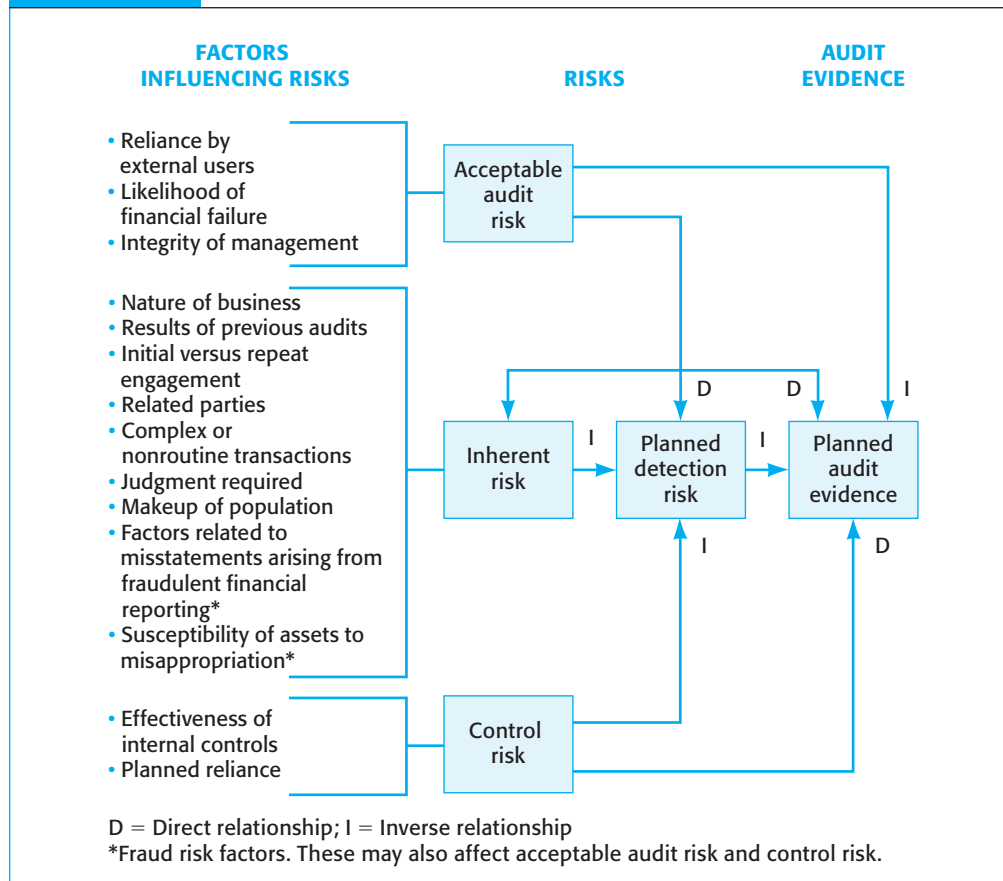 FACTORS
INFLUENCING RISKS
RISKS
AUDIT
EVIDENCE
• Reliance by
external users
• Likelihood of
financial failure
• Integrity of management
Acceptable
audit
risk
• Nature of business
• Results of previous audits
• Initial versus repeat
engagement
• Related parties
• Complex or
nonroutine transactions
• Judgment required
• Makeup of population
• Factors related to
misstatements arising from
fraudulent financial
reporting*
• Susceptibility of assets to
misappropriation*
D
D
I
Inherent
risk
I
Planned
detection
risk
I
Planned
audit
evidence
I
D
• Effectiveness of
internal controls
• Planned reliance
Control
risk
D = Direct relationship; I = Inverse relationship
*Fraud risk factors. These may also affect acceptable audit risk and control risk.